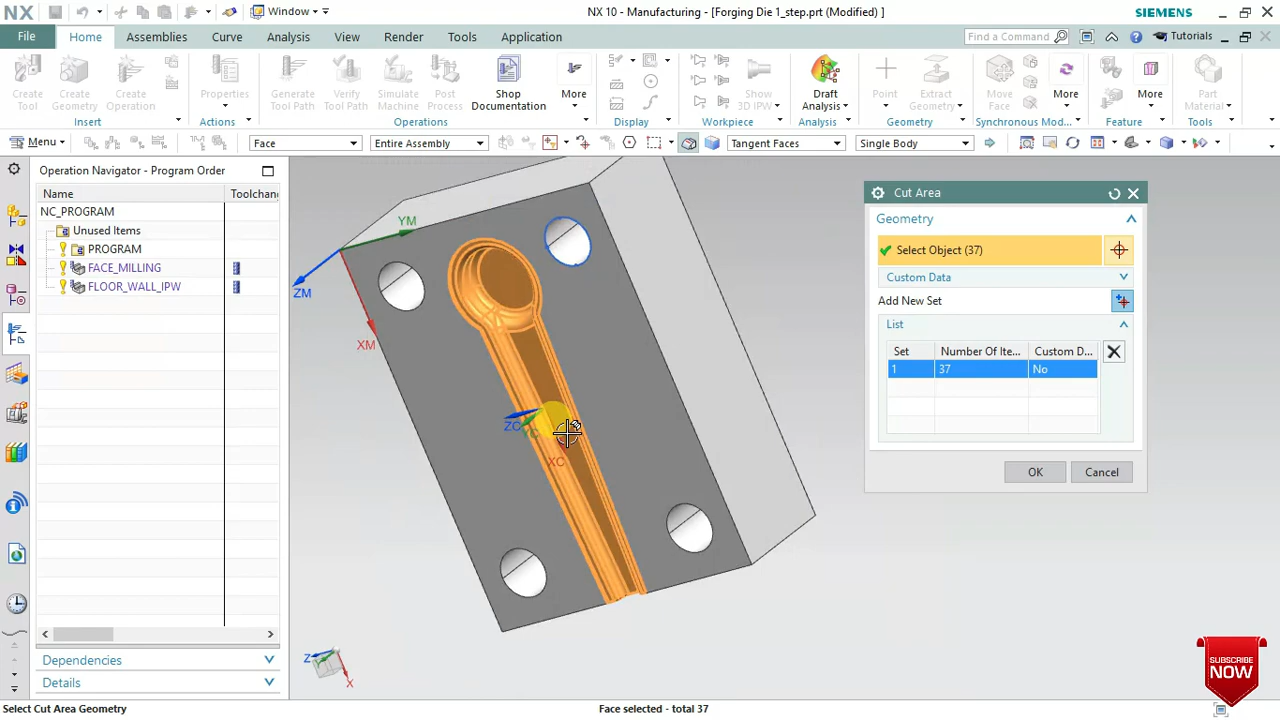 NX Window NX 10 - Manufacturing - [Forging Die 1_step.prt (Modified) ] SIEMENS
File Home Assemblies Curve Analysis View Render Tools Application Find a Command Tutorials
Create Tool Create Geometry Create Operation Properties Generate Tool Path Verify Tool Path Simulate Machine Post Process Shop Documentation More Show 3D IPW Draft Analysis Point Extract Geometry Move Face More More Part Material
Insert Actions Operations Display Workpiece Analysis Geometry Synchronous Mod... Feature Tools
Menu Face Entire Assembly Tangent Faces Single Body
Operation Navigator - Program Order
Name Toolchan
NC_PROGRAM
Unused Items
PROGRAM
FACE_MILLING
FLOOR_WALL_IPW
Dependencies
Details
YM
ZM
XM
ZC
YC
XC
Z
Y
X
Cut Area
Geometry
Select Object (37)
Custom Data
Add New Set
List
Set Number Of Ite... Custom D...
1 37 No
OK Cancel
SUBSCRIBE
NOW
Select Cut Area Geometry Face selected - total 37